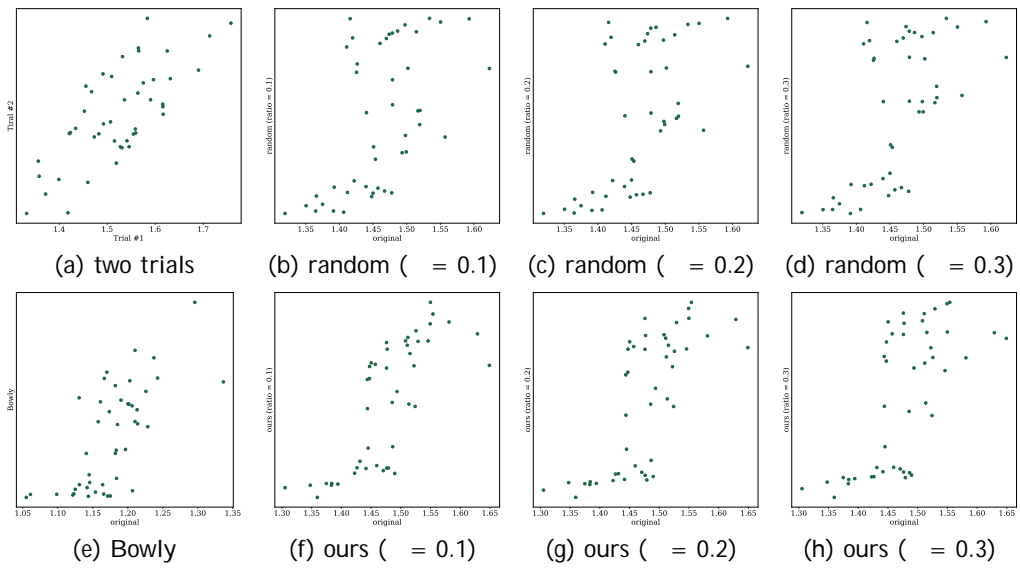 Tiral #2
1.4 1.5 1.6 1.7
Trial #1
(a) two trials
random (ratio = 0.1)
1.35 1.40 1.45 1.50 1.55 1.60
original
(b) random ( = 0.1)
random (ratio = 0.2)
1.35 1.40 1.45 1.50 1.55 1.60
original
(c) random ( = 0.2)
random (ratio = 0.3)
1.35 1.40 1.45 1.50 1.55 1.60
original
(d) random ( = 0.3)
Bowly
1.05 1.10 1.15 1.20 1.25 1.30 1.35
original
(e) Bowly
ours (ratio = 0.1)
1.30 1.35 1.40 1.45 1.50 1.55 1.60 1.65
original
(f) ours ( = 0.1)
ours (ratio = 0.2)
1.30 1.35 1.40 1.45 1.50 1.55 1.60 1.65
original
(g) ours ( = 0.2)
ours (ratio = 0.3)
1.30 1.35 1.40 1.45 1.50 1.55 1.60 1.65
original
(h) ours ( = 0.3)